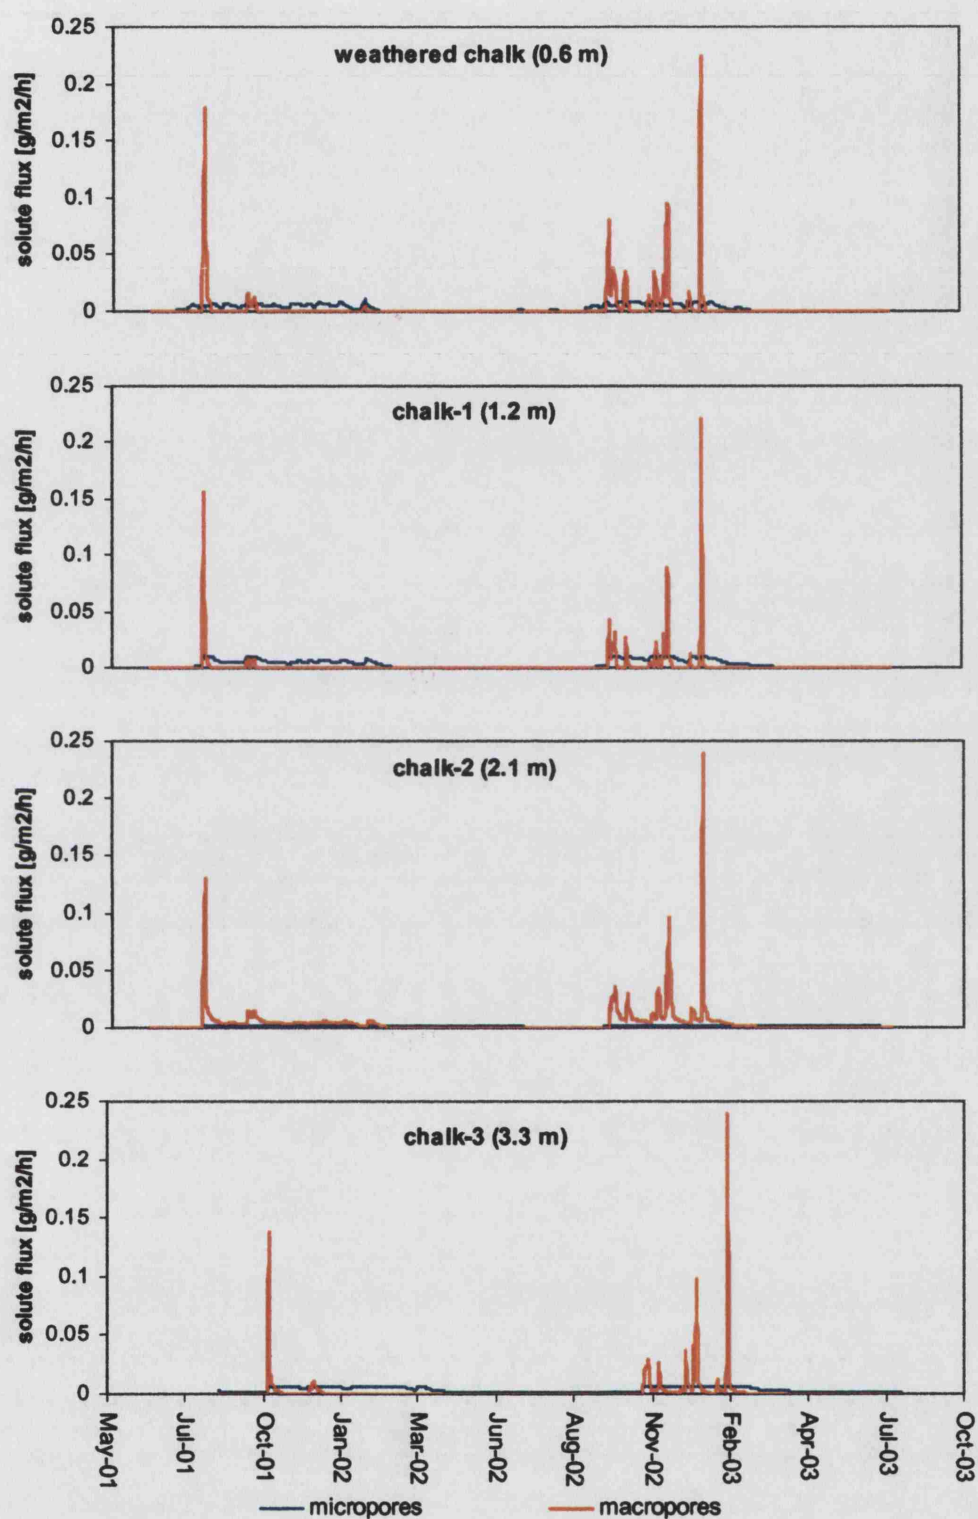 weathered chalk (0.6 m)
solute flux [g/m2/h]
0.25
0.2
0.15
0.1
0.05
0
chalk-1 (1.2 m)
solute flux [g/m2/h]
0.25
0.2
0.15
0.1
0.05
0
chalk-2 (2.1 m)
solute flux [g/m2/h]
0.25
0.2
0.15
0.1
0.05
0
chalk-3 (3.3 m)
solute flux [g/m2/h]
0.25
0.2
0.15
0.1
0.05
0
May-01
Jul-01
Oct-01
Jan-02
Mar-02
Jun-02
Aug-02
Nov-02
Feb-03
Apr-03
Jul-03
Oct-03
micropores
macropores